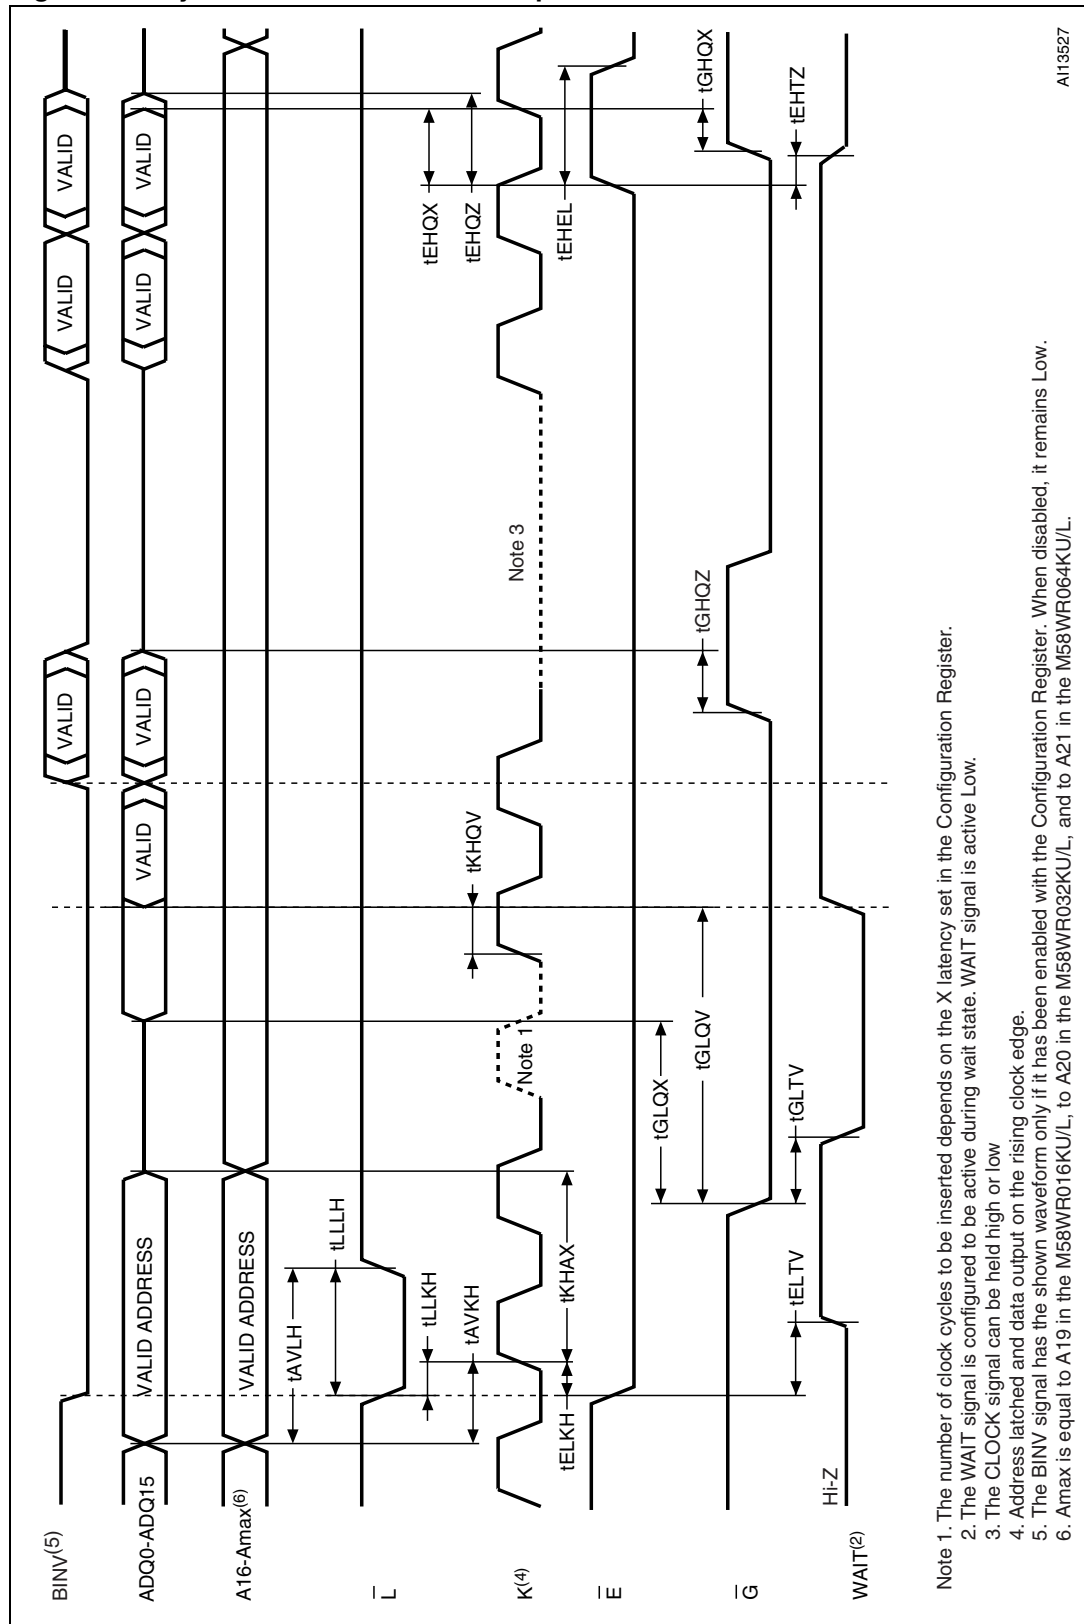 BINV(5)
VALID
VALID
VALID
ADQ0-ADQ15
VALID ADDRESS
VALID
VALID
VALID
VALID
A16-Amax(6)
VALID ADDRESS
tAVLH
tLLLH
L
tLLKH
tAVKH
K(4)
tELKH
tKHAX
Note 1
tKHQV
Note 3
tEHQX
tEHQZ
E
tEHEL
tGLQX
tGLQV
G
tGHQZ
tGHQX
tELTV
tGLTV
tEHTZ
WAIT(2)
Hi-Z
Note 1. The number of clock cycles to be inserted depends on the X latency set in the Configuration Register.
2. The WAIT signal is configured to be active during wait state. WAIT signal is active Low.
3. The CLOCK signal can be held high or low
4. Address latched and data output on the rising clock edge.
5. The BINV signal has the shown waveform only if it has been enabled with the Configuration Register. When disabled, it remains Low.
6. Amax is equal to A19 in the M58WR016KU/L, to A20 in the M58WR032KU/L, and to A21 in the M58WR064KU/L.
AI13527